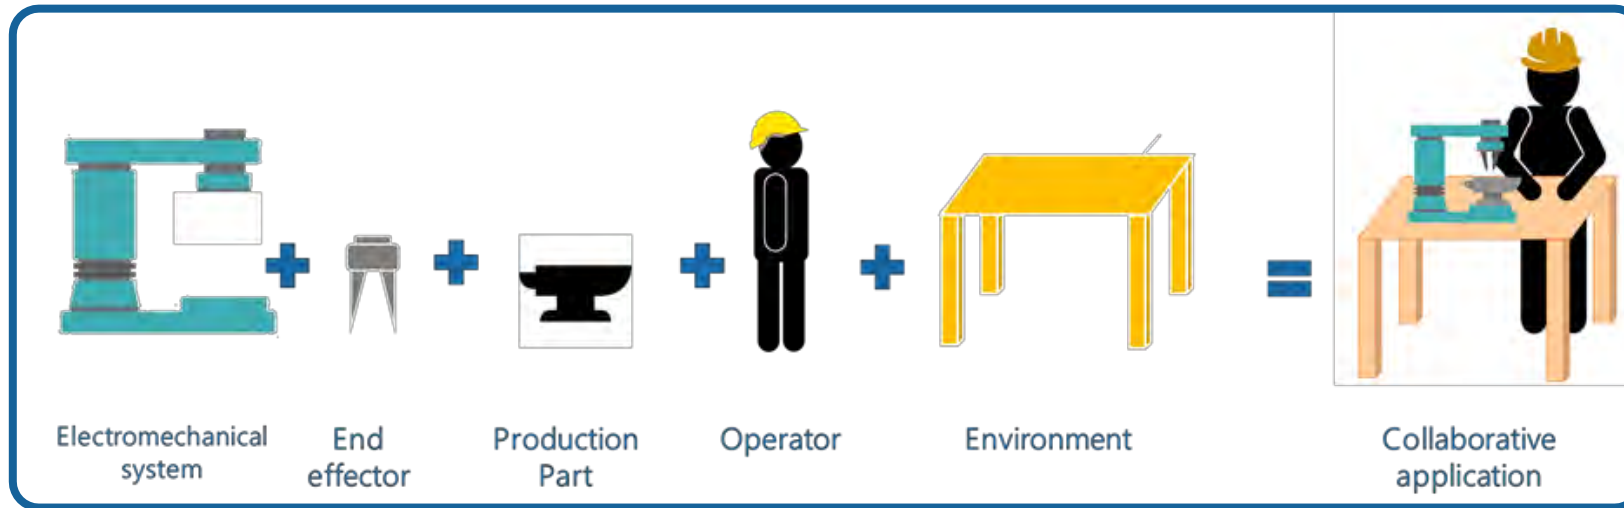 Electromechanical
system
End
effector
Production
Part
Operator
Environment
Collaborative
application